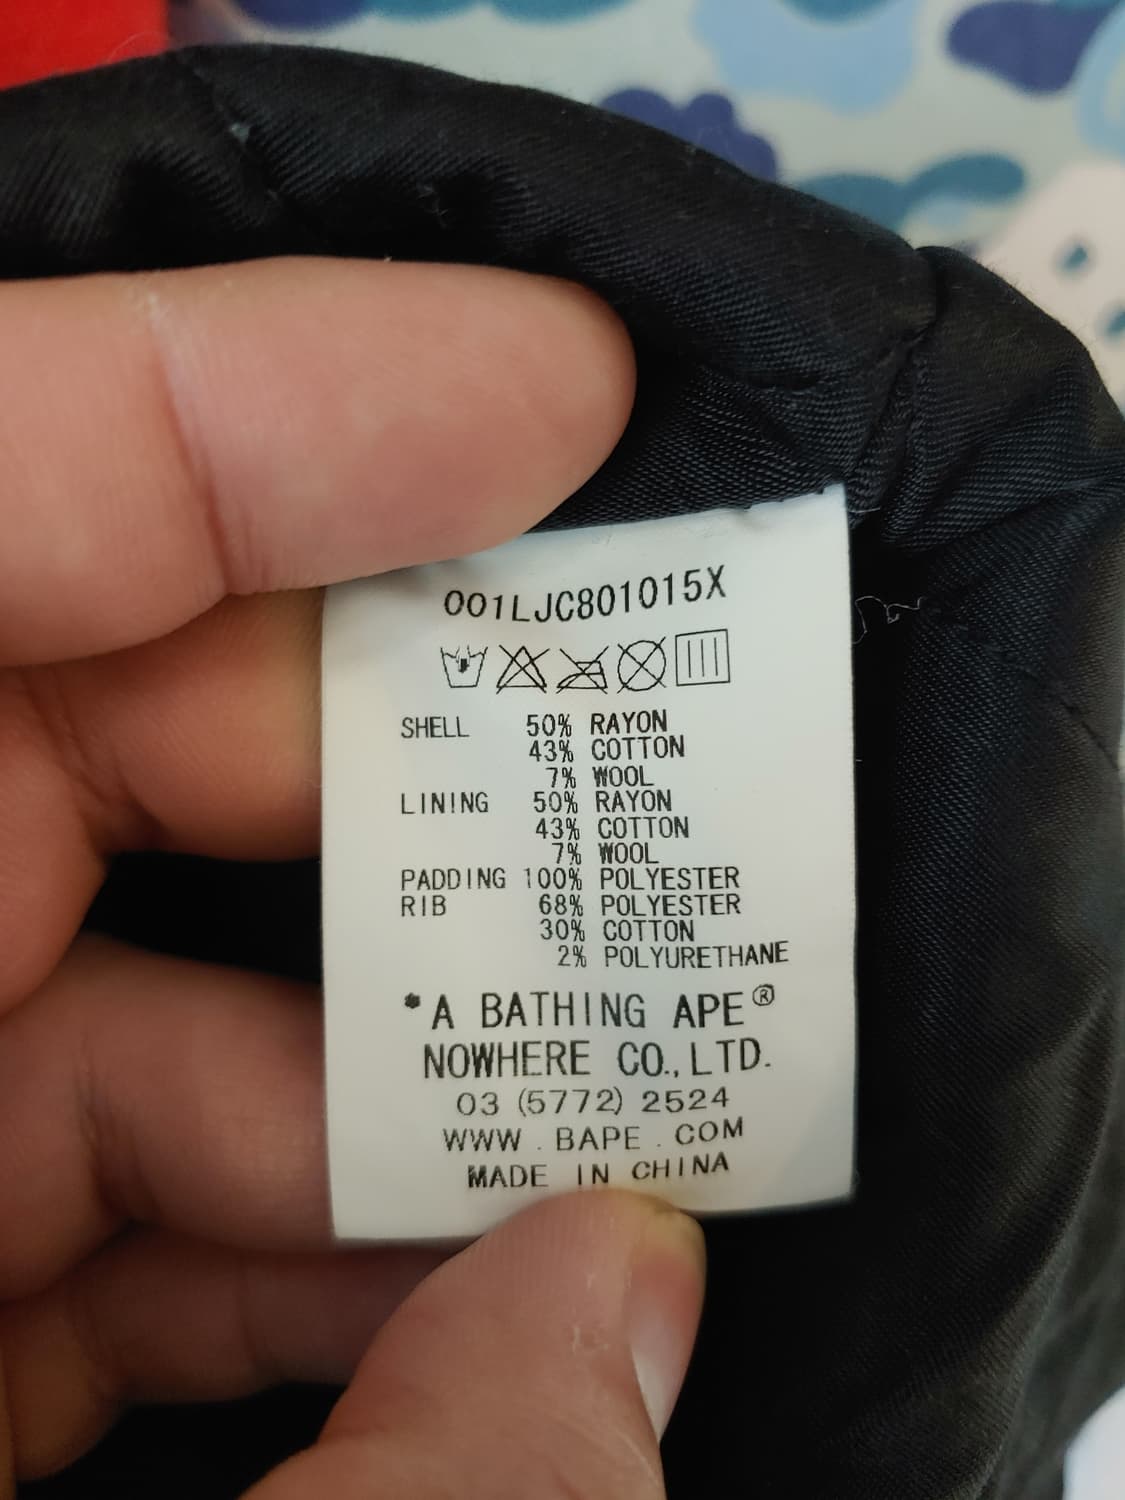 001LJC801015X
SHELL 50% RAYON
43% COTTON
7% WOOL
LINING 50% RAYON
43% COTTON
7% WOOL
PADDING 100% POLYESTER
RIB 68% POLYESTER
30% COTTON
2% POLYURETHANE
*A BATHING APE®
NOWHERE CO.,LTD.
03 (5772) 2524
WWW . BAPE . COM
MADE IN CHINA